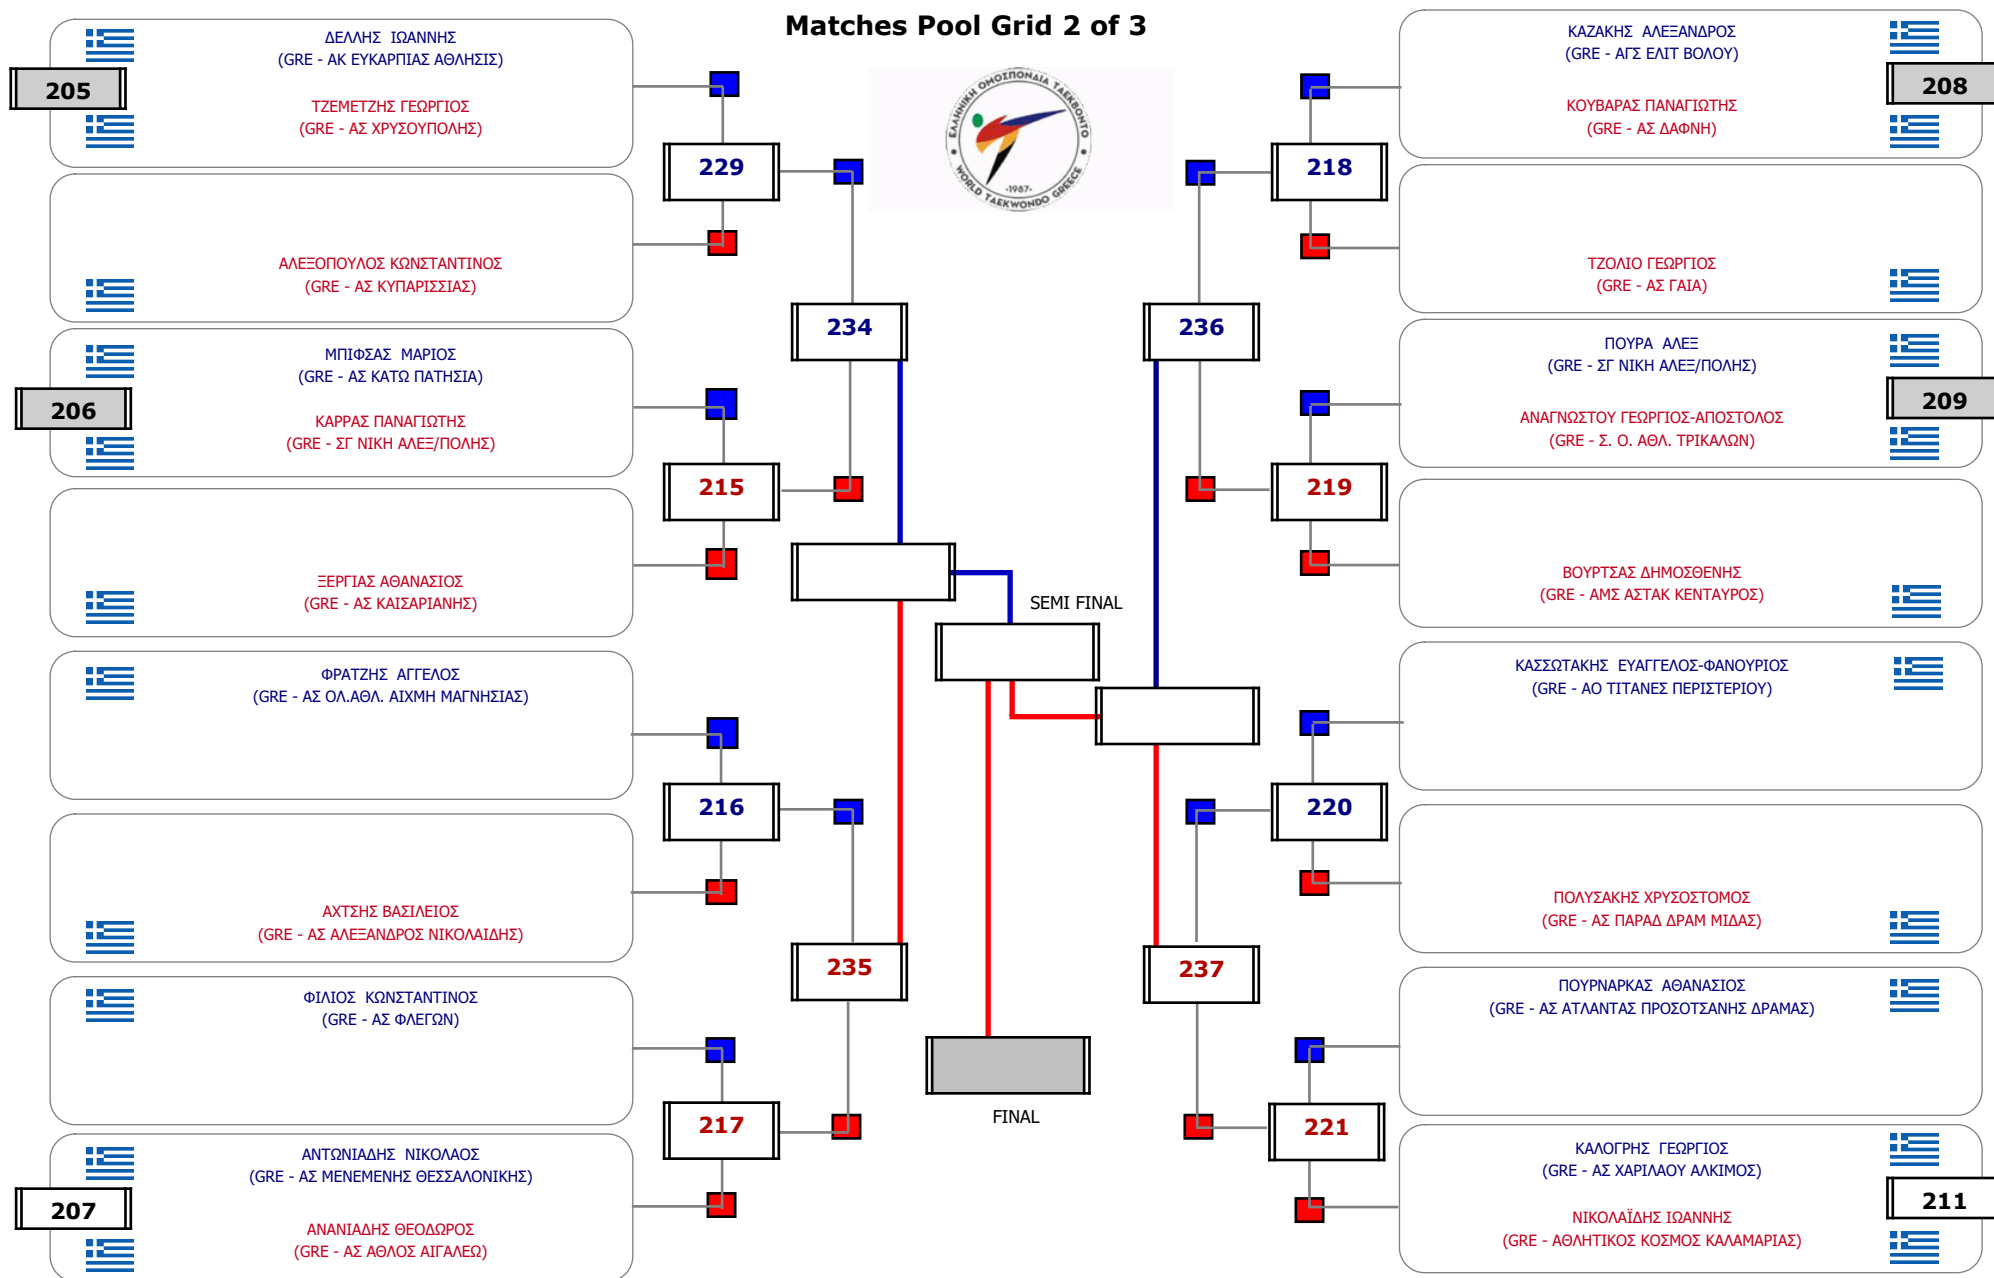 Matches Pool Grid 2 of 3
ΕΛΛΗΝΙΚΗ ΟΜΟΣΠΟΝΔΙΑ ΤΑΕΚΒΟΝΤΟ
-1987-
WORLD TAEKWONDO GREECE
205
ΔΕΛΛΗΣ ΙΩΑΝΝΗΣ
(GRE - ΑΚ ΕΥΚΑΡΠΙΑΣ ΑΘΛΗΣΙΣ)
ΤΖΕΜΕΤΖΗΣ ΓΕΩΡΓΙΟΣ
(GRE - ΑΣ ΧΡΥΣΟΥΠΟΛΗΣ)
229
ΑΛΕΞΟΠΟΥΛΟΣ ΚΩΝΣΤΑΝΤΙΝΟΣ
(GRE - ΑΣ ΚΥΠΑΡΙΣΣΙΑΣ)
234
206
ΜΠΙΦΣΑΣ ΜΑΡΙΟΣ
(GRE - ΑΣ ΚΑΤΩ ΠΑΤΗΣΙΑ)
ΚΑΡΡΑΣ ΠΑΝΑΓΙΩΤΗΣ
(GRE - ΣΓ ΝΙΚΗ ΑΛΕΞ/ΠΟΛΗΣ)
215
ΞΕΡΓΙΑΣ ΑΘΑΝΑΣΙΟΣ
(GRE - ΑΣ ΚΑΙΣΑΡΙΑΝΗΣ)
ΦΡΑΤΖΗΣ ΑΓΓΕΛΟΣ
(GRE - ΑΣ ΟΛ.ΑΘΛ. ΑΙΧΜΗ ΜΑΓΝΗΣΙΑΣ)
216
ΑΧΤΣΗΣ ΒΑΣΙΛΕΙΟΣ
(GRE - ΑΣ ΑΛΕΞΑΝΔΡΟΣ ΝΙΚΟΛΑΙΔΗΣ)
235
ΦΙΛΙΟΣ ΚΩΝΣΤΑΝΤΙΝΟΣ
(GRE - ΑΣ ΦΛΕΓΩΝ)
217
207
ΑΝΤΩΝΙΑΔΗΣ ΝΙΚΟΛΑΟΣ
(GRE - ΑΣ ΜΕΝΕΜΕΝΗΣ ΘΕΣΣΑΛΟΝΙΚΗΣ)
ΑΝΑΝΙΑΔΗΣ ΘΕΟΔΩΡΟΣ
(GRE - ΑΣ ΑΘΛΟΣ ΑΙΓΑΛΕΩ)
SEMI FINAL
FINAL
ΚΑΖΑΚΗΣ ΑΛΕΞΑΝΔΡΟΣ
(GRE - ΑΓΣ ΕΛΙΤ ΒΟΛΟΥ)
208
ΚΟΥΒΑΡΑΣ ΠΑΝΑΓΙΩΤΗΣ
(GRE - ΑΣ ΔΑΦΝΗ)
218
ΤΖΟΛΙΟ ΓΕΩΡΓΙΟΣ
(GRE - ΑΣ ΓΑΙΑ)
236
ΠΟΥΡΑ ΑΛΕΞ
(GRE - ΣΓ ΝΙΚΗ ΑΛΕΞ/ΠΟΛΗΣ)
209
ΑΝΑΓΝΩΣΤΟΥ ΓΕΩΡΓΙΟΣ-ΑΠΟΣΤΟΛΟΣ
(GRE - Σ. Ο. ΑΘΛ. ΤΡΙΚΑΛΩΝ)
219
ΒΟΥΡΤΣΑΣ ΔΗΜΟΣΘΕΝΗΣ
(GRE - ΑΜΣ ΑΣΤΑΚ ΚΕΝΤΑΥΡΟΣ)
ΚΑΣΣΩΤΑΚΗΣ ΕΥΑΓΓΕΛΟΣ-ΦΑΝΟΥΡΙΟΣ
(GRE - ΑΟ ΤΙΤΑΝΕΣ ΠΕΡΙΣΤΕΡΙΟΥ)
220
ΠΟΛΥΣΑΚΗΣ ΧΡΥΣΟΣΤΟΜΟΣ
(GRE - ΑΣ ΠΑΡΑΔ ΔΡΑΜ ΜΙΔΑΣ)
237
ΠΟΥΡΝΑΡΚΑΣ ΑΘΑΝΑΣΙΟΣ
(GRE - ΑΣ ΑΤΛΑΝΤΑΣ ΠΡΟΣΟΤΣΑΝΗΣ ΔΡΑΜΑΣ)
221
ΚΑΛΟΓΡΗΣ ΓΕΩΡΓΙΟΣ
(GRE - ΑΣ ΧΑΡΙΛΑΟΥ ΑΛΚΙΜΟΣ)
211
ΝΙΚΟΛΑΪΔΗΣ ΙΩΑΝΝΗΣ
(GRE - ΑΘΛΗΤΙΚΟΣ ΚΟΣΜΟΣ ΚΑΛΑΜΑΡΙΑΣ)